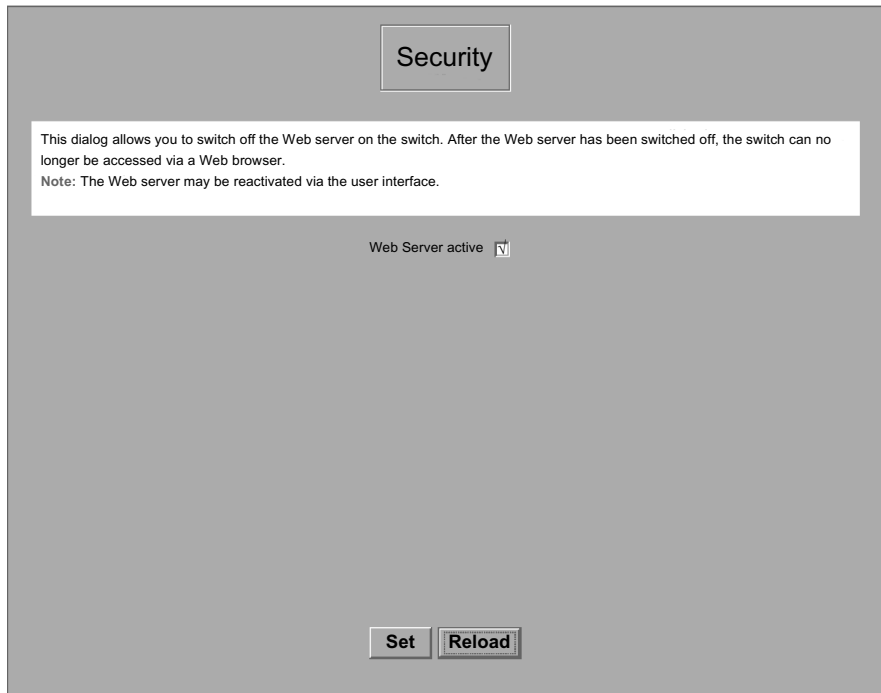 Security
This dialog allows you to switch off the Web server on the switch. After the Web server has been switched off, the switch can no
longer be accessed via a Web browser.
Note: The Web server may be reactivated via the user interface.
Web Server active √
Set Reload